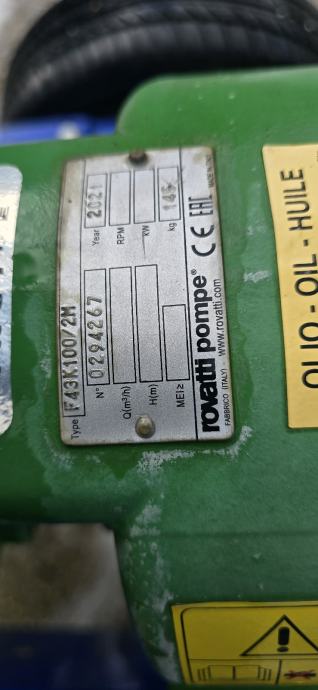 Type F43K100/2M Year 2021
N° 0294267 RPM
Q(m³/h) KW
H(m) 145 kg
MEI≥
rovatti pompe® CE EAC
FABBRICO (ITALY) www.rovatti.com
OLIO - OIL - HUILE